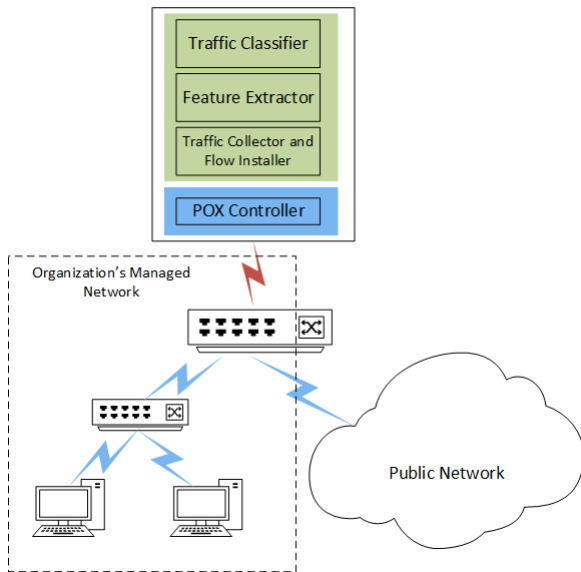 Traffic Classifier
Feature Extractor
Traffic Collector and
Flow Installer
POX Controller
Organization's Managed
Network
Public Network